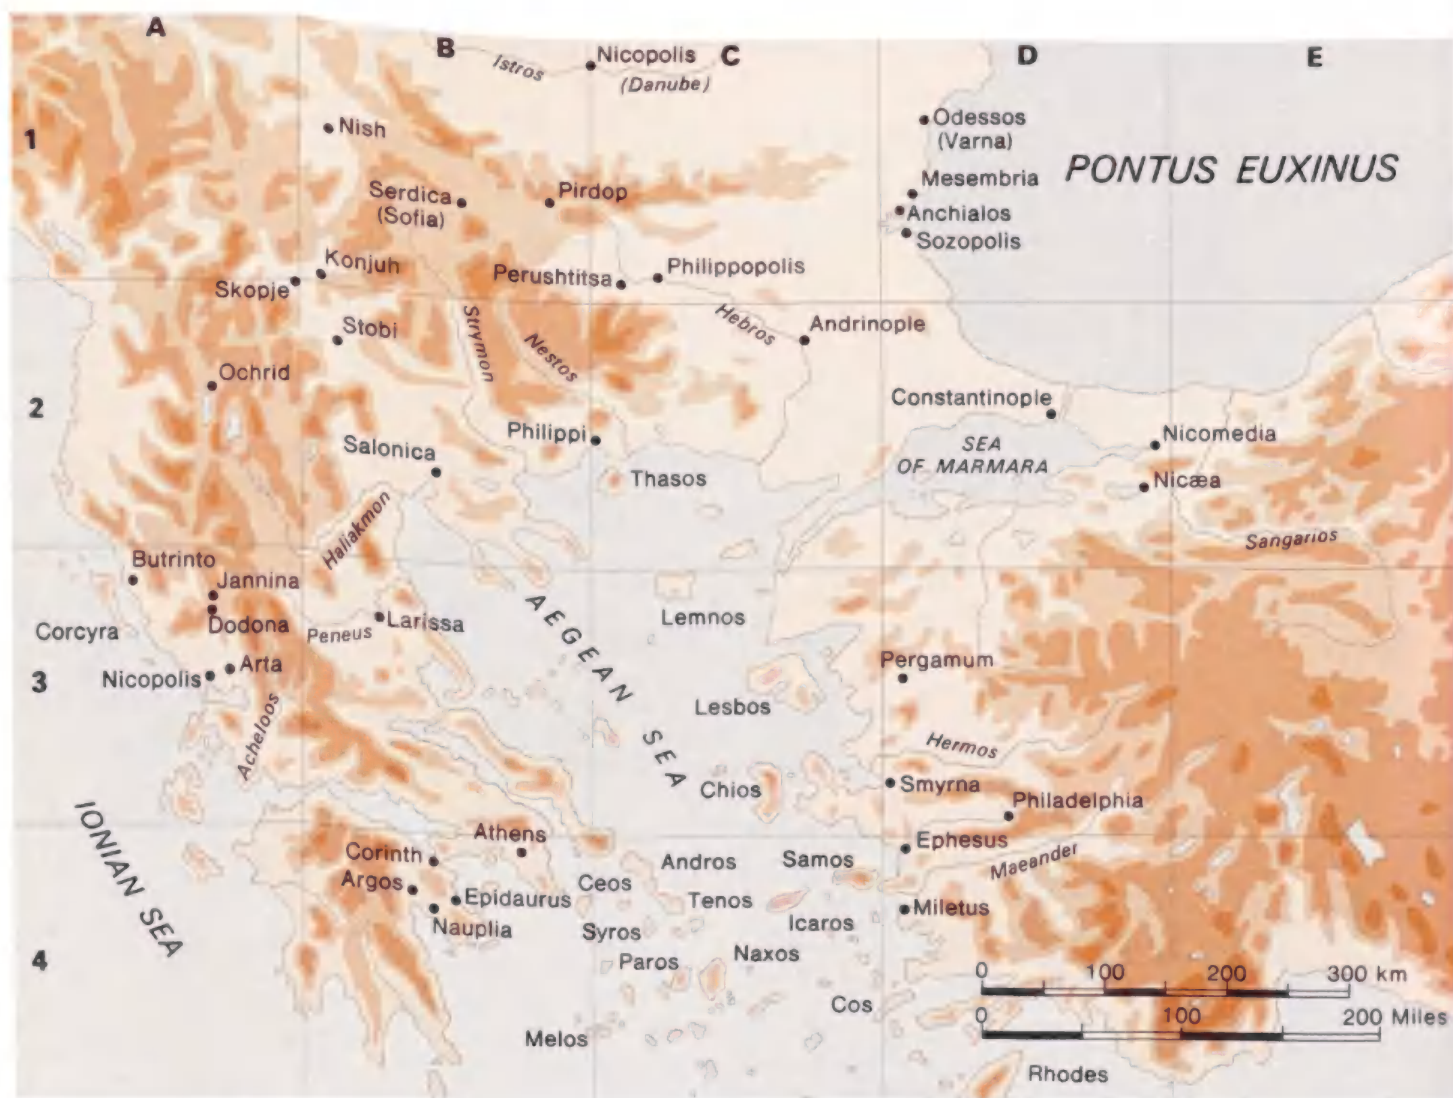 A
B
C
D
E
1
2
3
4
Istros
Nicopolis
(Danube)
Nish
Odessos
(Varna)
PONTUS EUXINUS
Mesembria
Anchialos
Sozopolis
Serdica
(Sofia)
Pirdop
Konjuh
Skopje
Perushtitsa
Philippopolis
Stobi
Strymon
Nestos
Hebros
Andrinople
Ochrid
Constantinople
Philippi
Salonica
SEA
OF MARMARA
Nicomedia
Nicæa
Thasos
Haliakmon
Sangarios
Butrinto
Jannina
Dodona
Peneus
Larissa
AEGEAN SEA
Lemnos
Corcyra
Arta
Nicopolis
Pergamum
Lesbos
Acheloos
Hermos
Chios
Smyrna
Philadelphia
IONIAN SEA
Athens
Corinth
Argos
Epidaurus
Nauplia
Ceos
Andros
Samos
Ephesus
Maeander
Tenos
Icaros
Miletus
Syros
Paros
Naxos
Cos
Melos
Rhodes
0 100 200 300 km
0 100 200 Miles